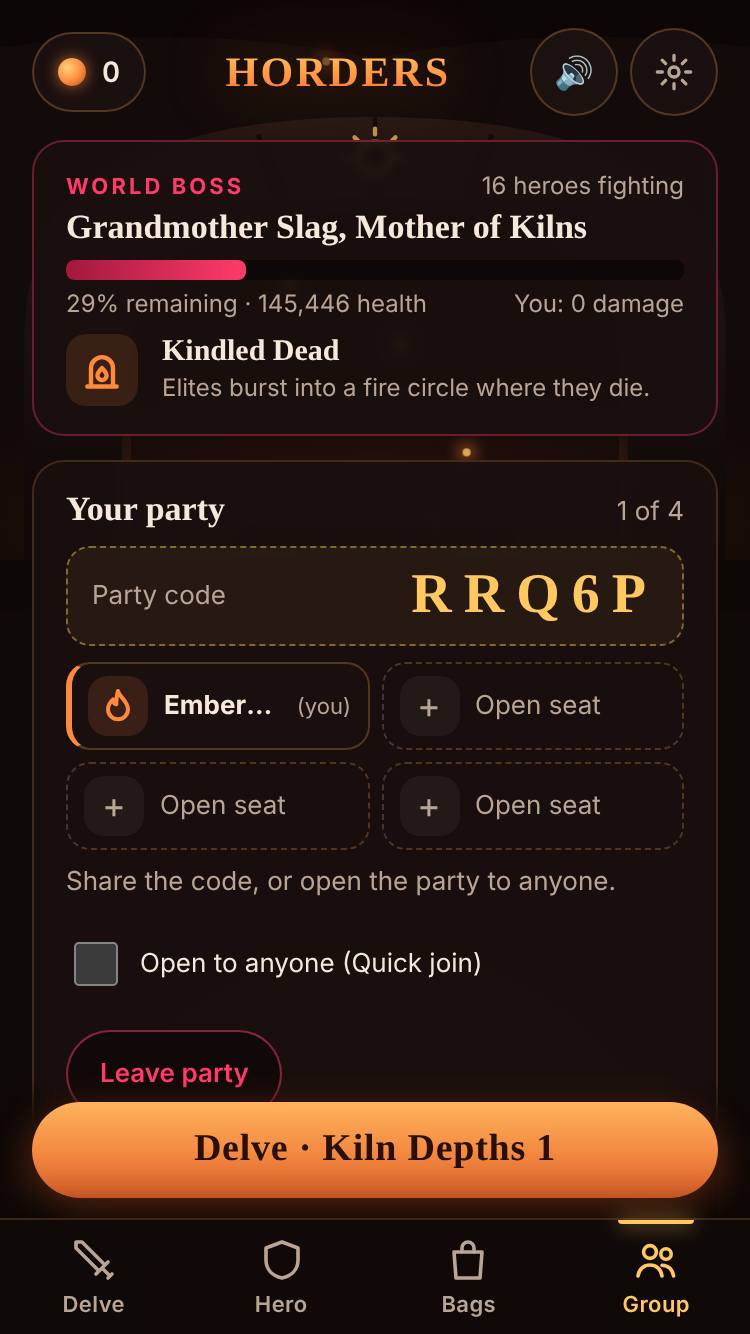 0
HORDERS
WORLD BOSS
16 heroes fighting
Grandmother Slag, Mother of Kilns
29% remaining · 145,446 health
You: 0 damage
Kindled Dead
Elites burst into a fire circle where they die.
Your party
1 of 4
Party code
RRQ6P
Ember... (you)
+ Open seat
+ Open seat
+ Open seat
Share the code, or open the party to anyone.
Open to anyone (Quick join)
Leave party
Delve · Kiln Depths 1
Delve
Hero
Bags
Group